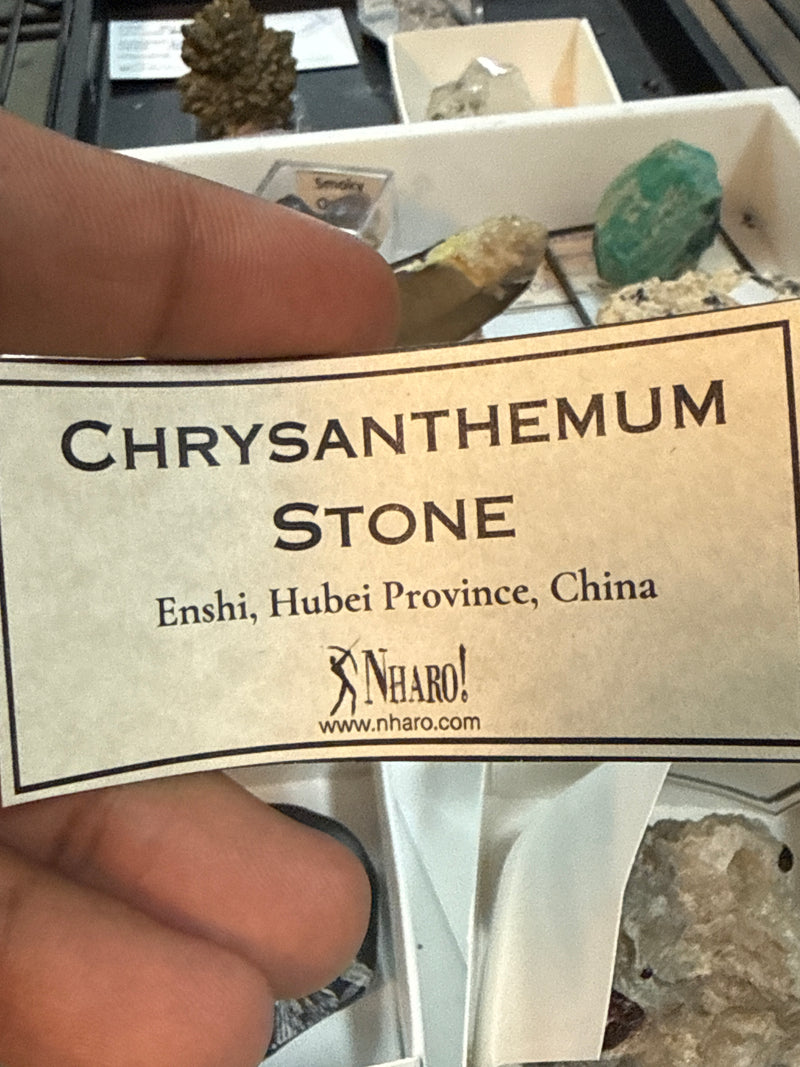 Smoky
CHRYSANTHEMUM
STONE
Enshi, Hubei Province, China
NHARO!
www.nharo.com